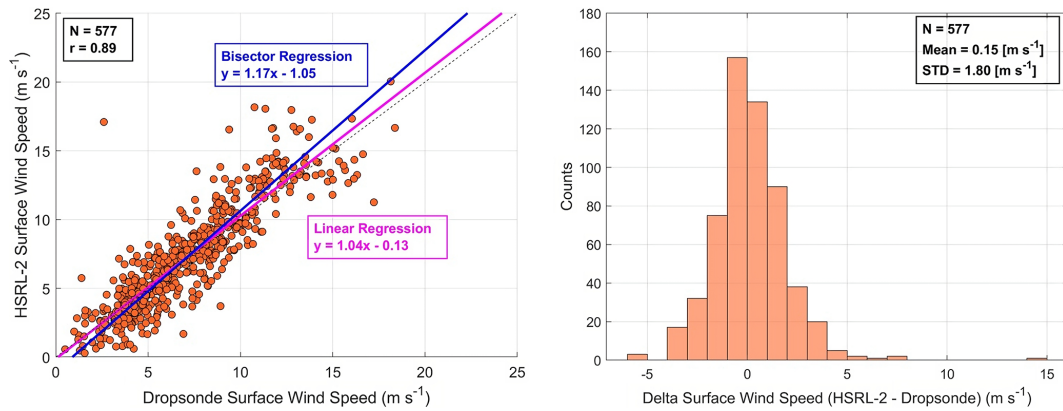 N = 577
r = 0.89
Bisector Regression
y = 1.17x - 1.05
Linear Regression
y = 1.04x - 0.13
HSRL-2 Surface Wind Speed (m s⁻¹)
25
20
15
10
5
0
0 5 10 15 20 25
Dropsonde Surface Wind Speed (m s⁻¹)
N = 577
Mean = 0.15 [m s⁻¹]
STD = 1.80 [m s⁻¹]
Counts
180
160
140
120
100
80
60
40
20
0
-5 0 5 10 15
Delta Surface Wind Speed (HSRL-2 - Dropsonde) (m s⁻¹)